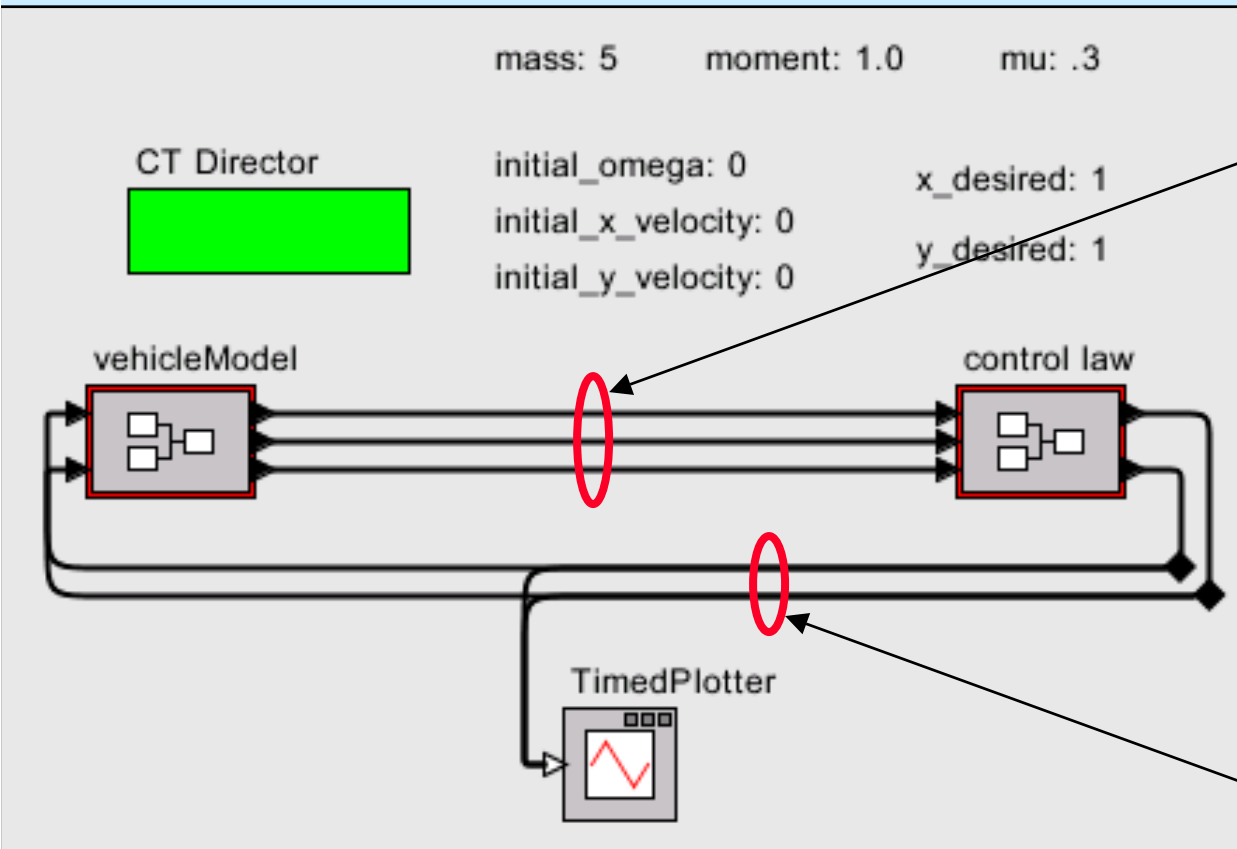 mass: 5 moment: 1.0 mu: .3
CT Director
initial_omega: 0
x_desired: 1
initial_x_velocity: 0
y_desired: 1
initial_y_velocity: 0
vehicleModel
control law
TimedPlotter